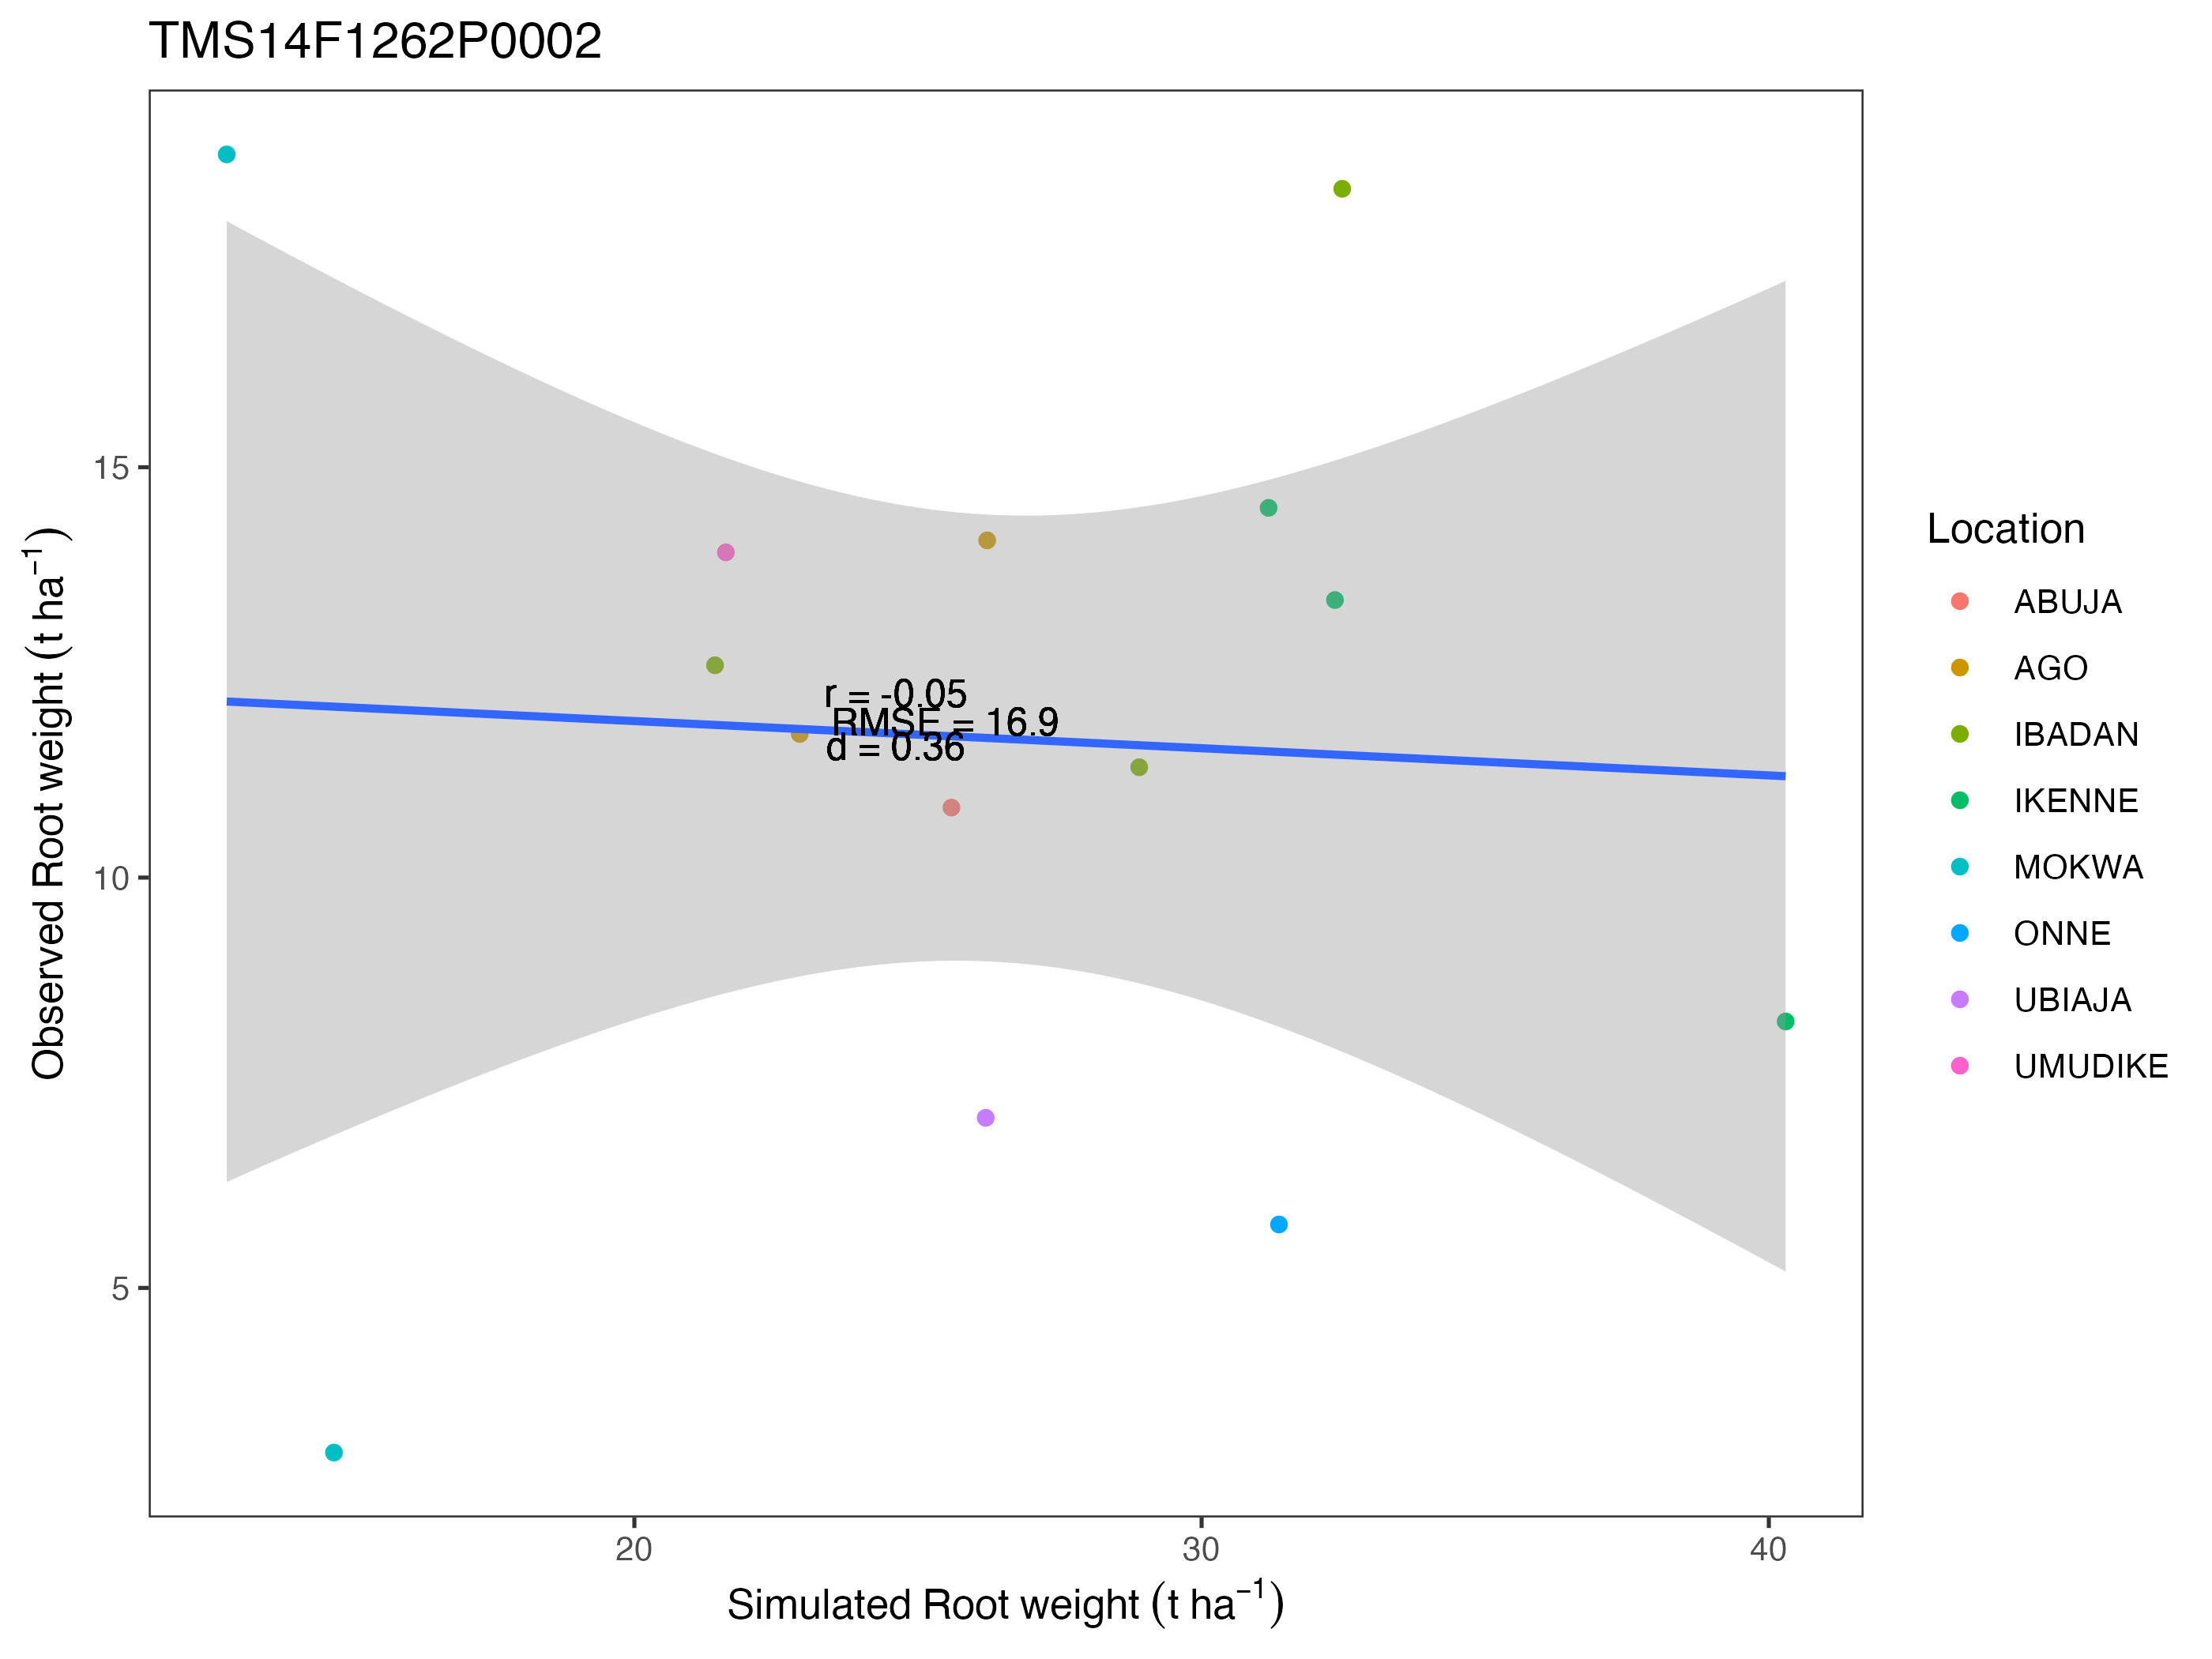 TMS14F1262P0002
Observed Root weight (t ha⁻¹)
15
10
5
r = -0.05
RMSE = 16.9
d = 0.36
20
30
40
Simulated Root weight (t ha⁻¹)
Location
ABUJA
AGO
IBADAN
IKENNE
MOKWA
ONNE
UBIAJA
UMUDIKE